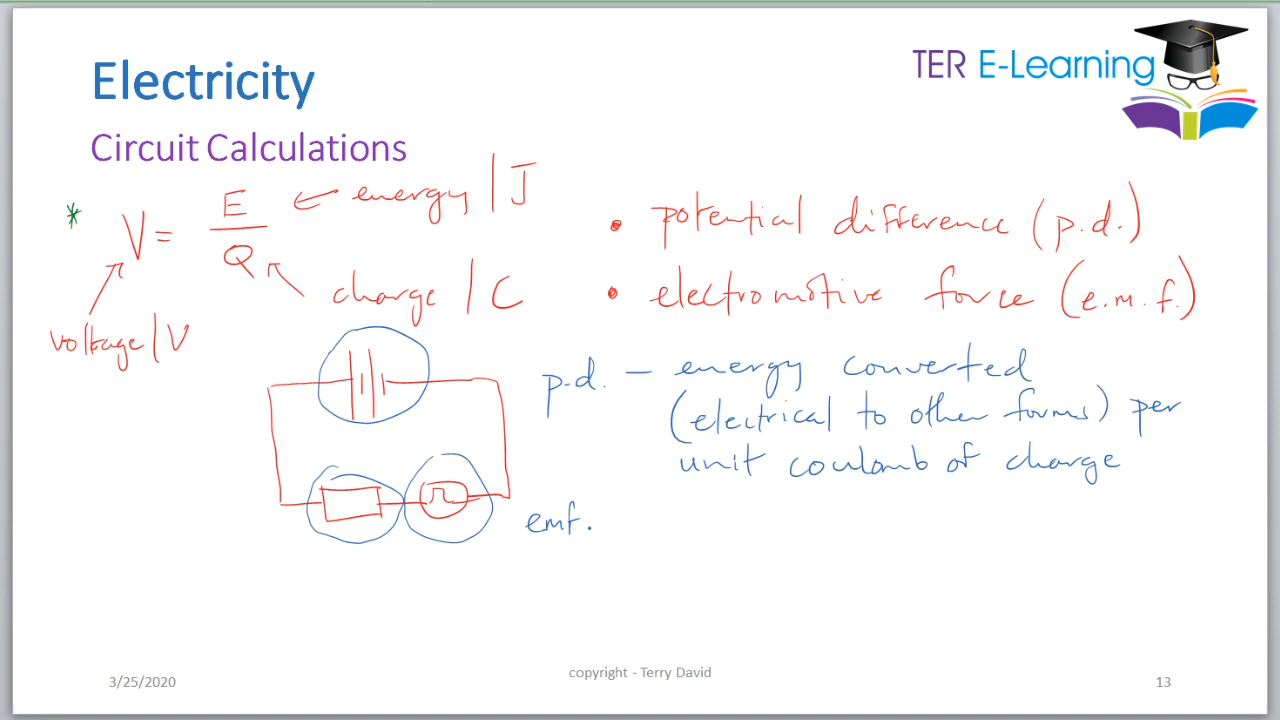 Electricity
TER E-Learning
Circuit Calculations
* V = E / Q
← energy / J
charge / C
voltage / V
• potential difference (p.d.)
• electromotive force (e.m.f.)
p.d. — energy converted
(electrical to other forms) per
unit coulomb of charge
emf.
3/25/2020
copyright - Terry David
13